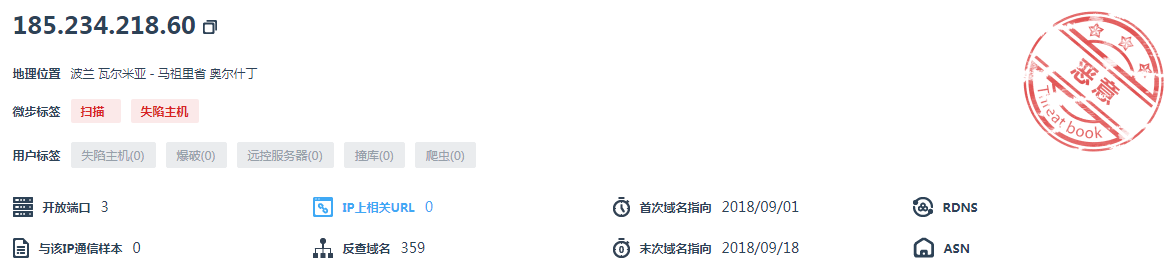 185.234.218.60
地理位置 波兰 瓦尔米亚 - 马祖里省 奥尔什丁
微步标签 扫描 失陷主机
用户标签 失陷主机(0) 爆破(0) 远控服务器(0) 撞库(0) 爬虫(0)
开放端口 3 IP上相关URL 0 首次域名指向 2018/09/01 RDNS
与该IP通信样本 0 反查域名 359 末次域名指向 2018/09/18 ASN
恶意
Threat book